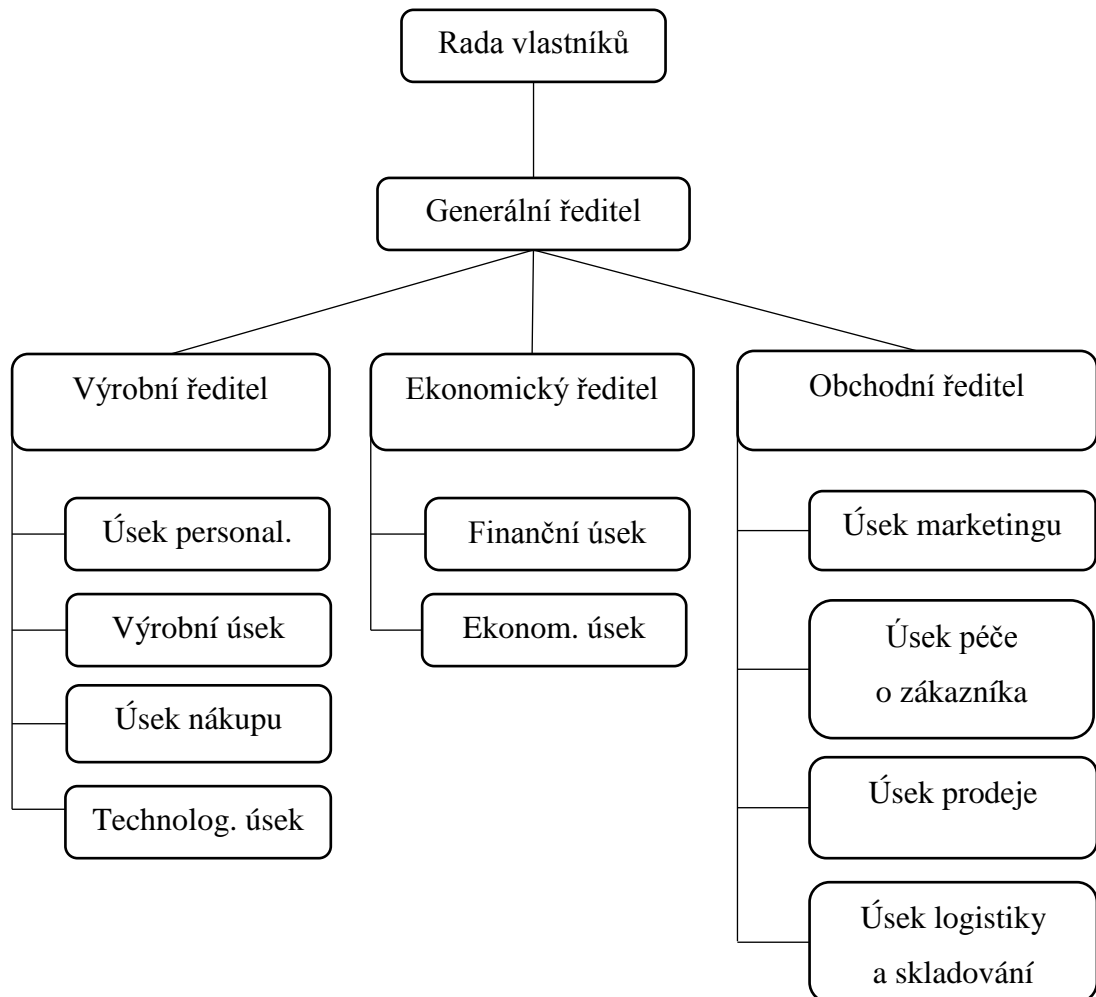 Rada vlastníků
Generální ředitel
Výrobní ředitel
Ekonomický ředitel
Obchodní ředitel
Úsek personal.
Výrobní úsek
Úsek nákupu
Technolog. úsek
Finanční úsek
Ekonom. úsek
Úsek marketingu
Úsek péče
o zákazníka
Úsek prodeje
Úsek logistiky
a skladování